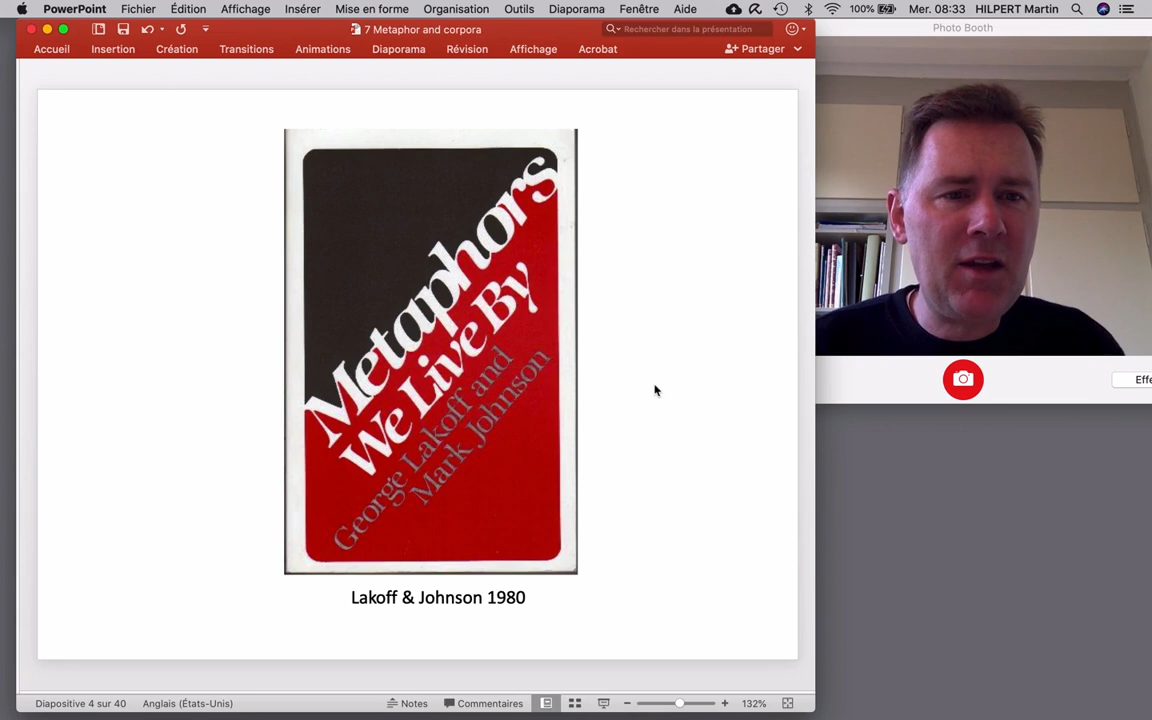 PowerPoint Fichier Édition Affichage Insérer Mise en forme Organisation Outils Diaporama Fenêtre Aide 100% Mer. 08:33 HILPERT Martin
7 Metaphor and corpora Rechercher dans la présentation
Photo Booth
Accueil Insertion Création Transitions Animations Diaporama Révision Affichage Acrobat Partager
Metaphors
We Live By
George Lakoff and
Mark Johnson
Lakoff & Johnson 1980
Effe
Diapositive 4 sur 40 Anglais (États-Unis) Notes Commentaires 132%